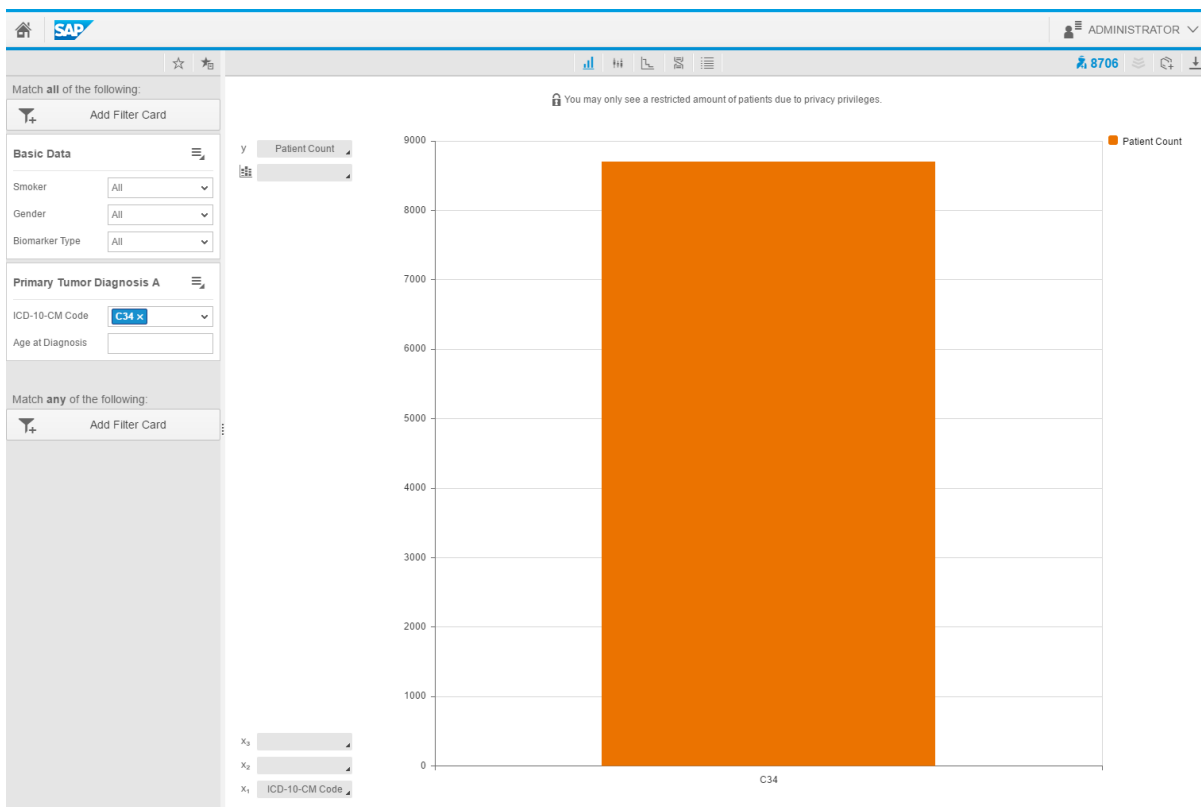 SAP
ADMINISTRATOR
8706
Match all of the following:
Add Filter Card
Basic Data
Smoker All
Gender All
Biomarker Type All
Primary Tumor Diagnosis A
ICD-10-CM Code C34 ×
Age at Diagnosis
Match any of the following:
Add Filter Card
You may only see a restricted amount of patients due to privacy privileges.
y Patient Count
9000
8000
7000
6000
5000
4000
3000
2000
1000
0
Patient Count
x₃
x₂
x₁ ICD-10-CM Code
C34